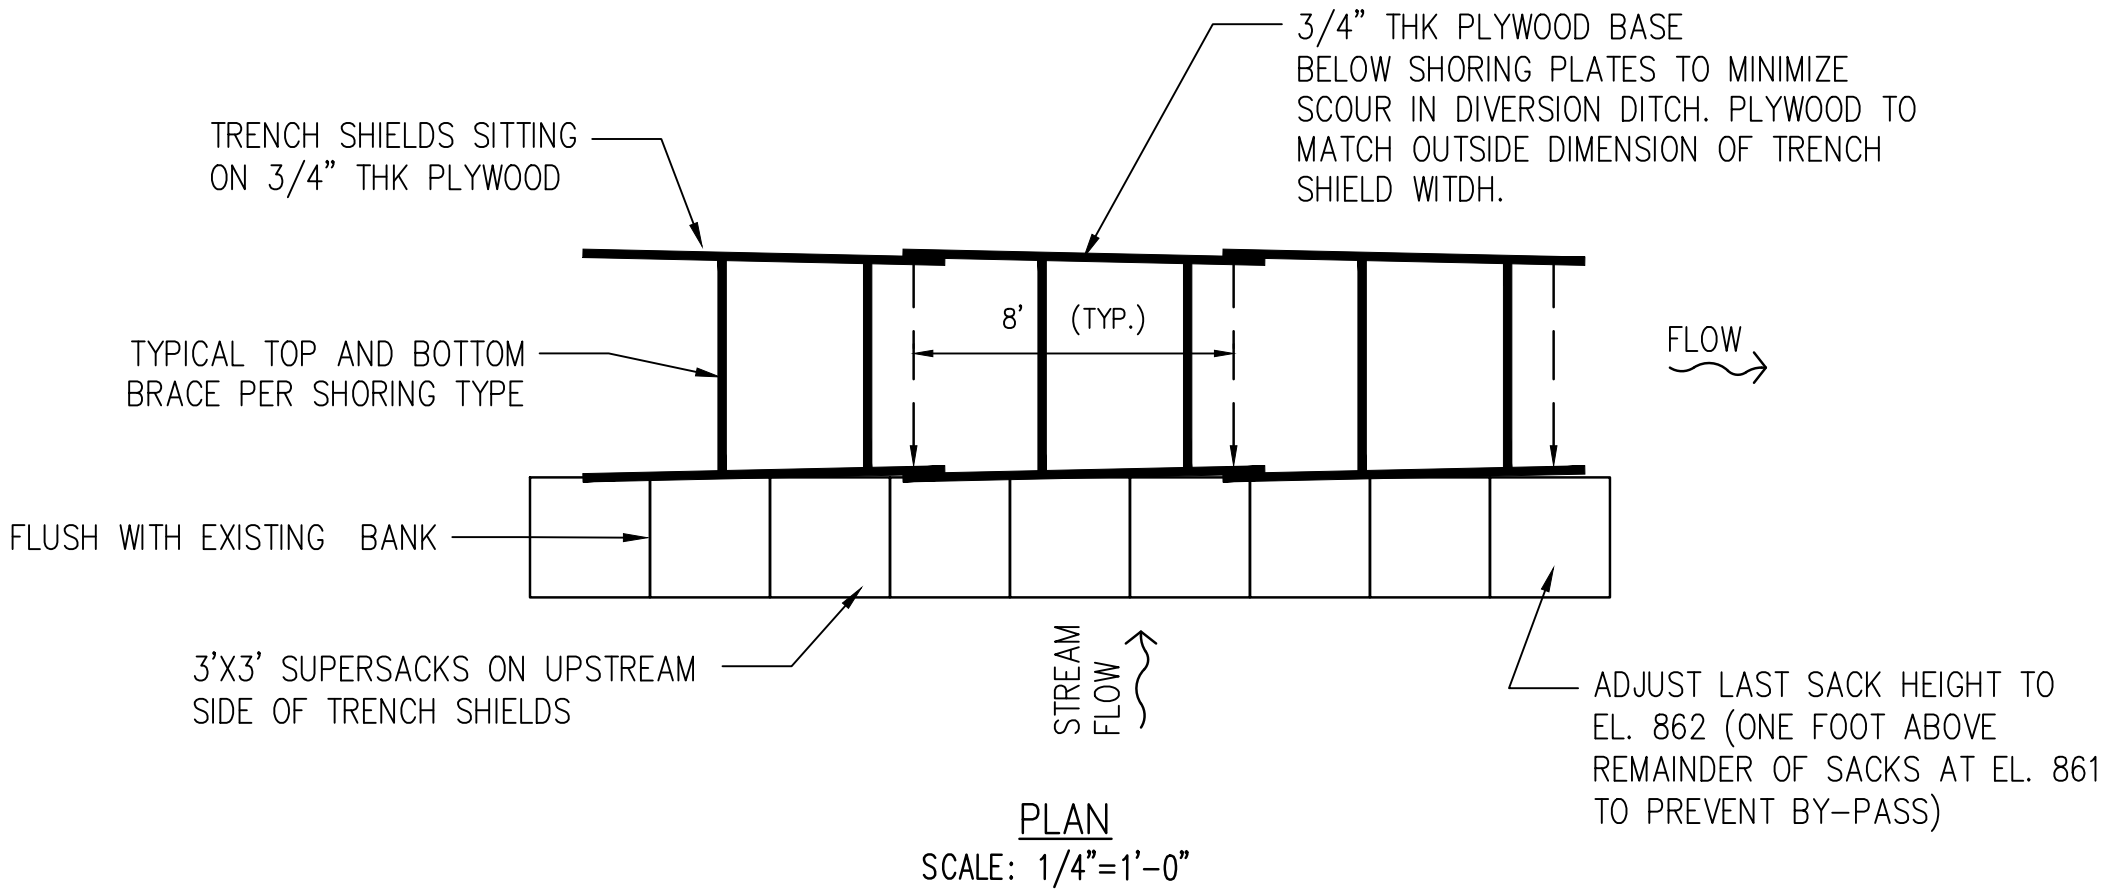 3/4" THK PLYWOOD BASE
BELOW SHORING PLATES TO MINIMIZE
SCOUR IN DIVERSION DITCH. PLYWOOD TO
MATCH OUTSIDE DIMENSION OF TRENCH
SHIELD WITDH.
TRENCH SHIELDS SITTING
ON 3/4" THK PLYWOOD
8' (TYP.)
TYPICAL TOP AND BOTTOM
BRACE PER SHORING TYPE
FLOW
FLUSH WITH EXISTING BANK
3'X3' SUPERSACKS ON UPSTREAM
SIDE OF TRENCH SHIELDS
STREAM
FLOW
ADJUST LAST SACK HEIGHT TO
EL. 862 (ONE FOOT ABOVE
REMAINDER OF SACKS AT EL. 861
TO PREVENT BY-PASS)
PLAN
SCALE: 1/4"=1'-0"